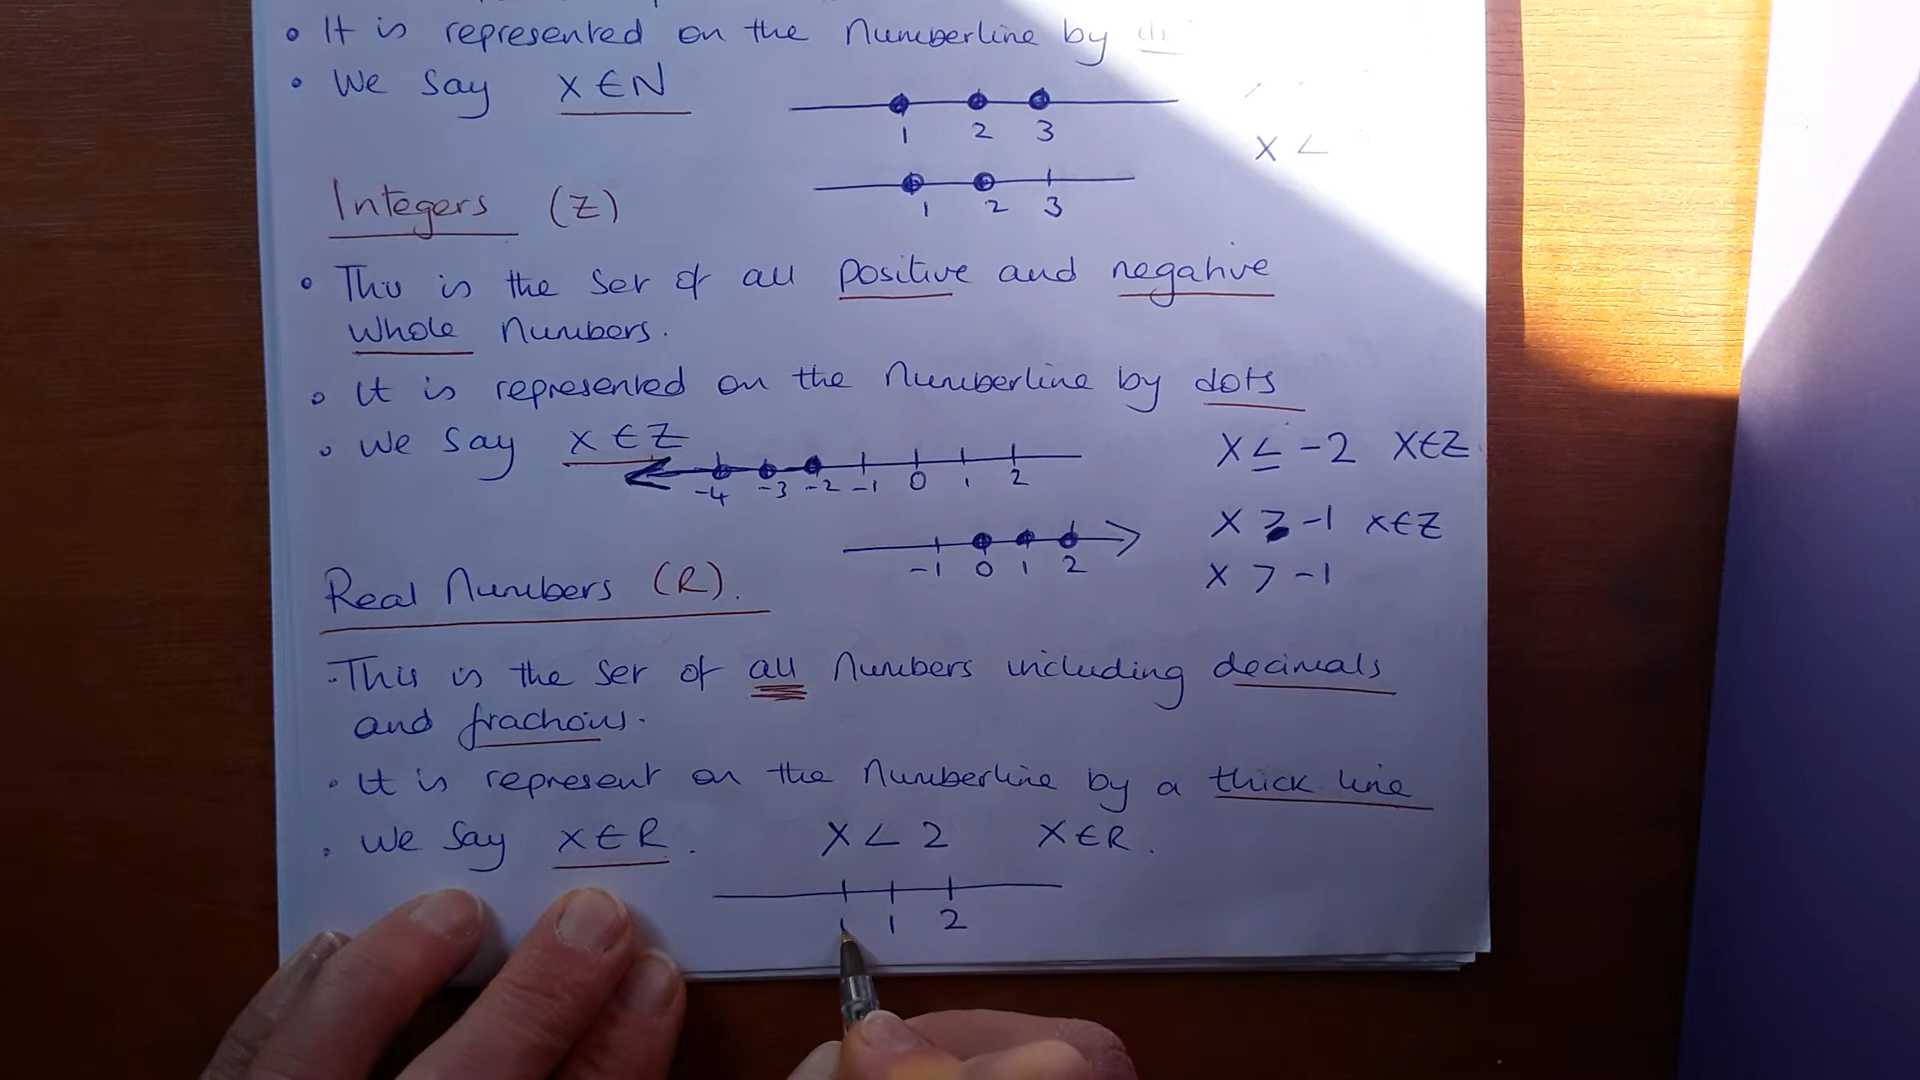 • It is represented on the Numberline by
• We say x ∈ N
1 2 3
x <
1 2 3
Integers (Z)
• This is the set of all positive and negative
whole numbers.
• It is represented on the Numberline by dots
• We say x ∈ Z
-4 -3 -2 -1 0 1 2
x ≤ -2 x ∈ Z
x ≥ -1 x ∈ Z
-1 0 1 2
x > -1
Real Numbers (R).
- This is the set of all numbers including decimals
and fractions.
• It is represent on the Numberline by a thick line
• We say x ∈ R. x < 2 x ∈ R.
1 2